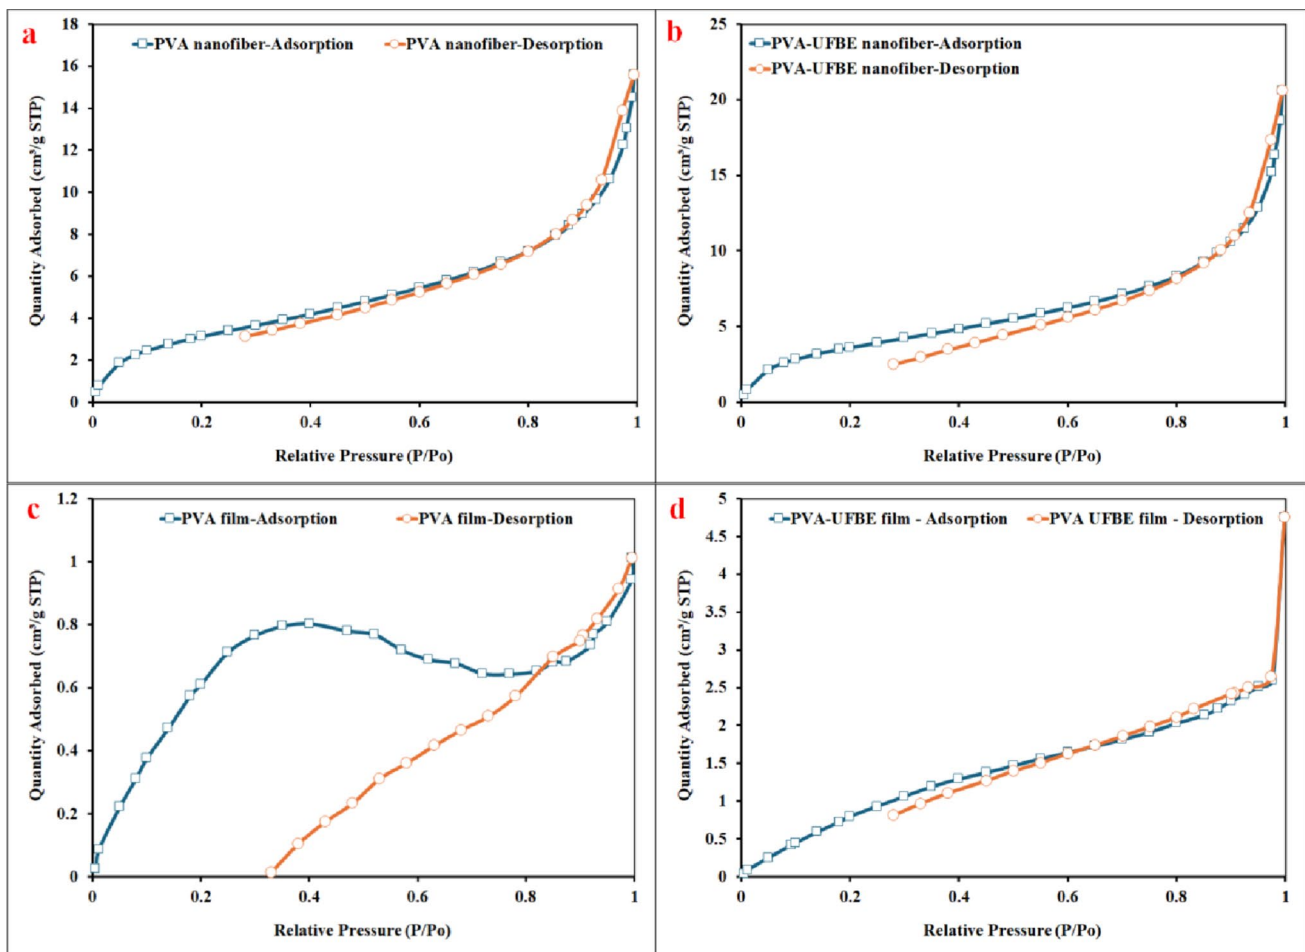 a
PVA nanofiber-Adsorption PVA nanofiber-Desorption
Quantity Adsorbed (cm³/g STP)
18
16
14
12
10
8
6
4
2
0
0 0.2 0.4 0.6 0.8 1
Relative Pressure (P/Po)
b
PVA-UFBE nanofiber-Adsorption
PVA-UFBE nanofiber-Desorption
Quantity Adsorbed (cm³/g STP)
25
20
15
10
5
0
0 0.2 0.4 0.6 0.8 1
Relative Pressure (P/Po)
c
PVA film-Adsorption PVA film-Desorption
Quantity Adsorbed (cm³/g STP)
1.2
1
0.8
0.6
0.4
0.2
0
0 0.2 0.4 0.6 0.8 1
Relative Pressure (P/Po)
d
PVA-UFBE film - Adsorption PVA UFBE film - Desorption
Quantity Adsorbed (cm³/g STP)
5
4.5
4
3.5
3
2.5
2
1.5
1
0.5
0
0 0.2 0.4 0.6 0.8 1
Relative Pressure (P/Po)